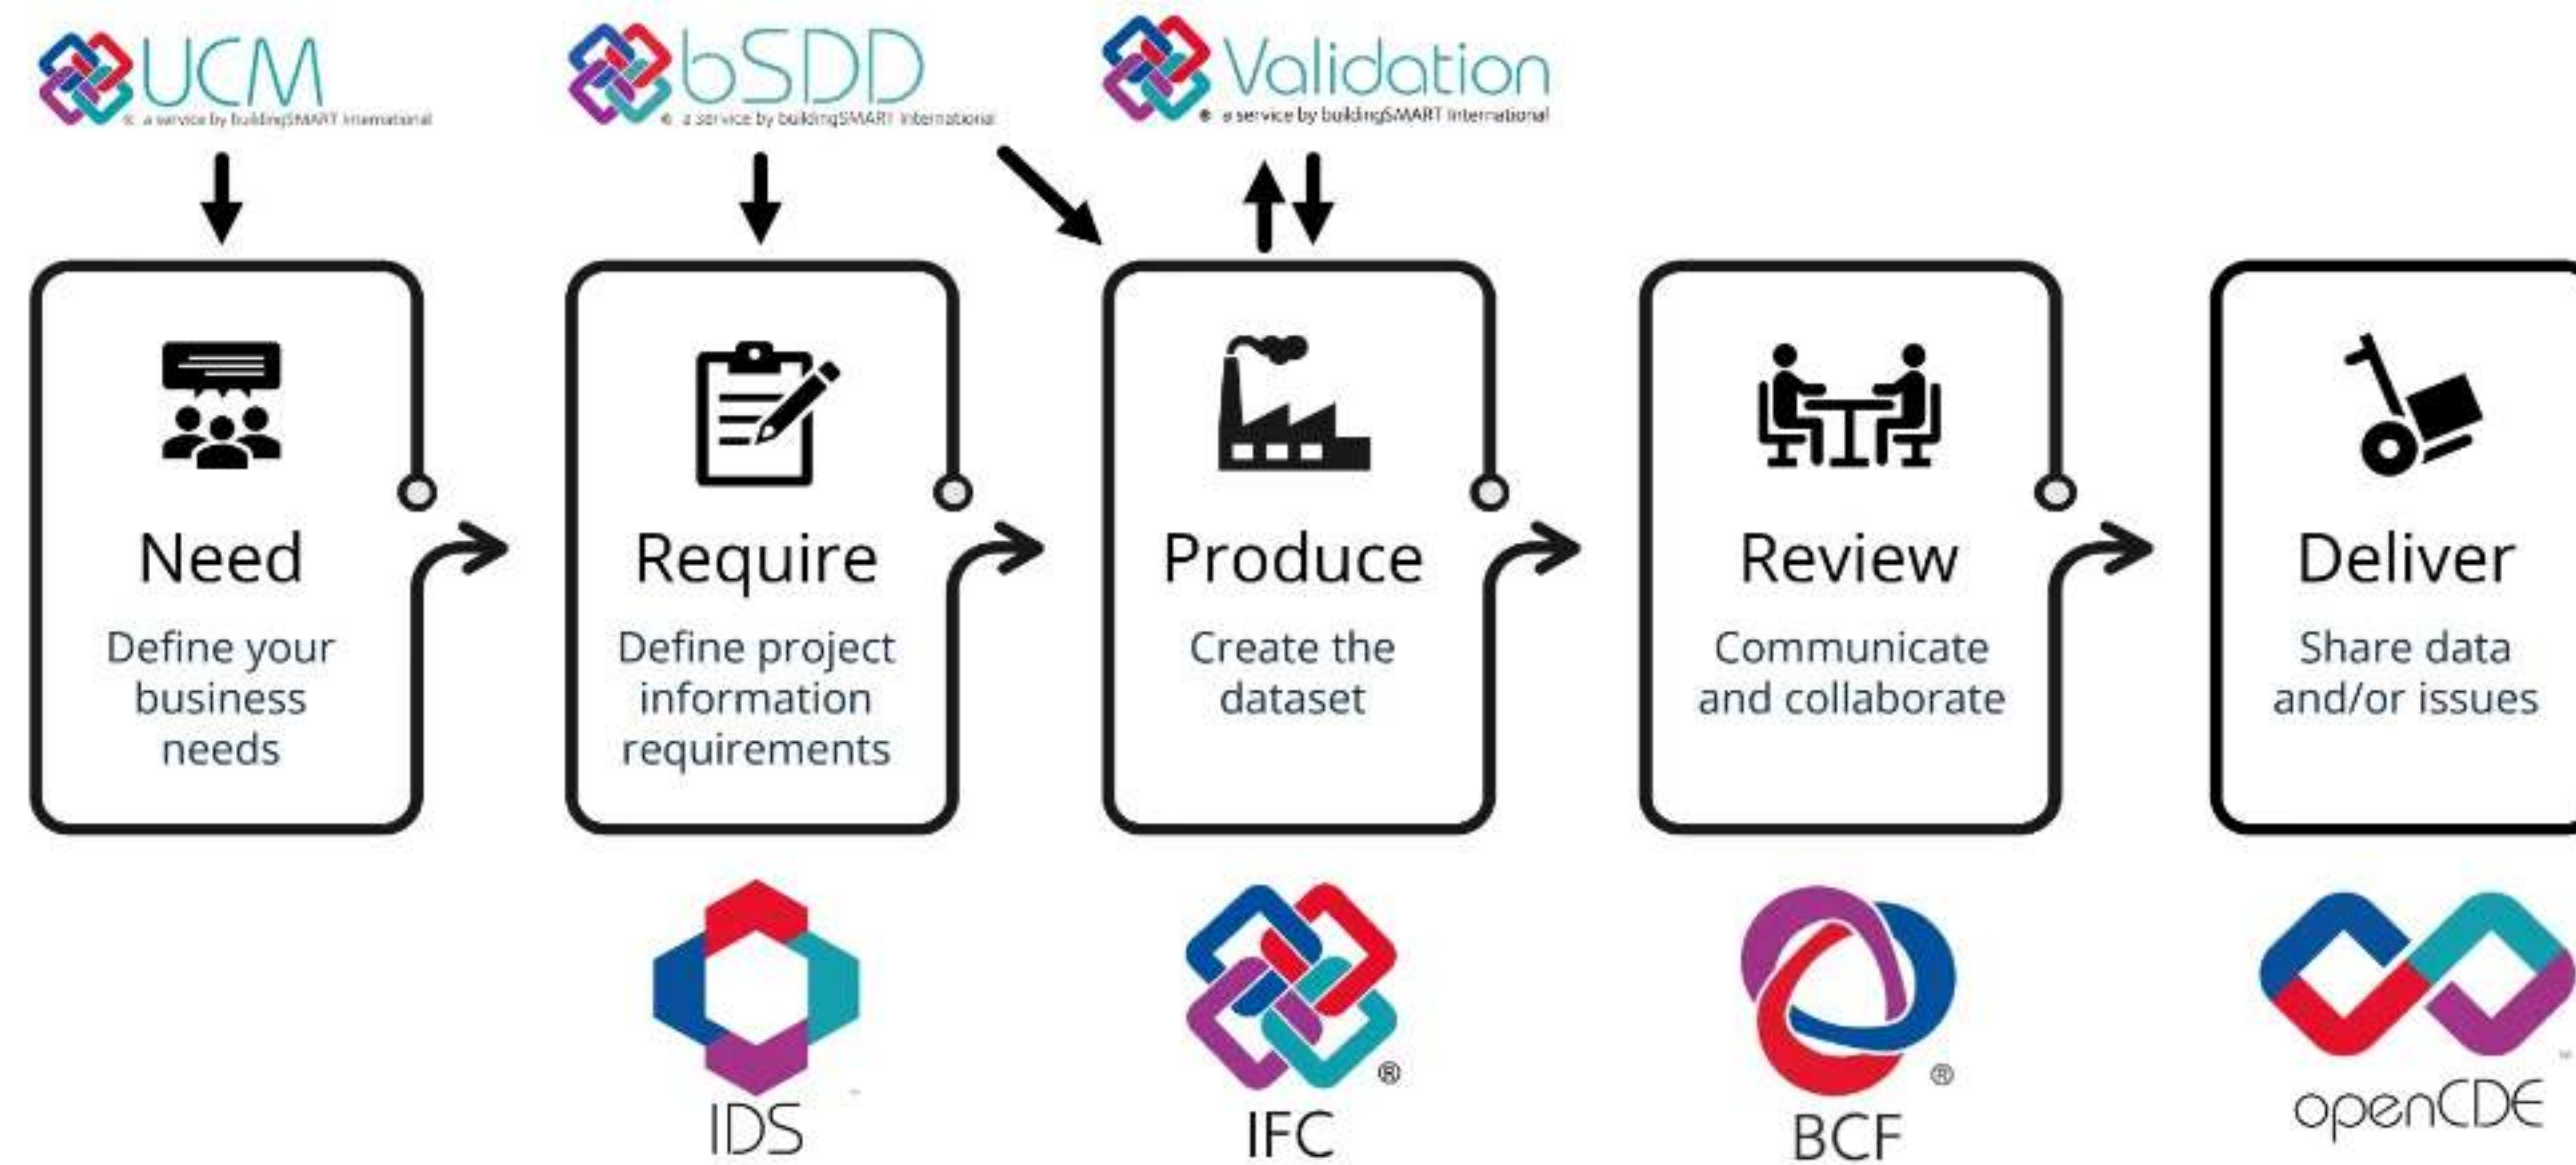 UCM
® a service by buildingSMART International
bSDD
® a service by buildingSMART International
Validation
® a service by buildingSMART International
Need
Define your
business
needs
Require
Define project
information
requirements
Produce
Create the
dataset
Review
Communicate
and collaborate
Deliver
Share data
and/or issues
IDS
®
IFC
®
BCF
openCDE